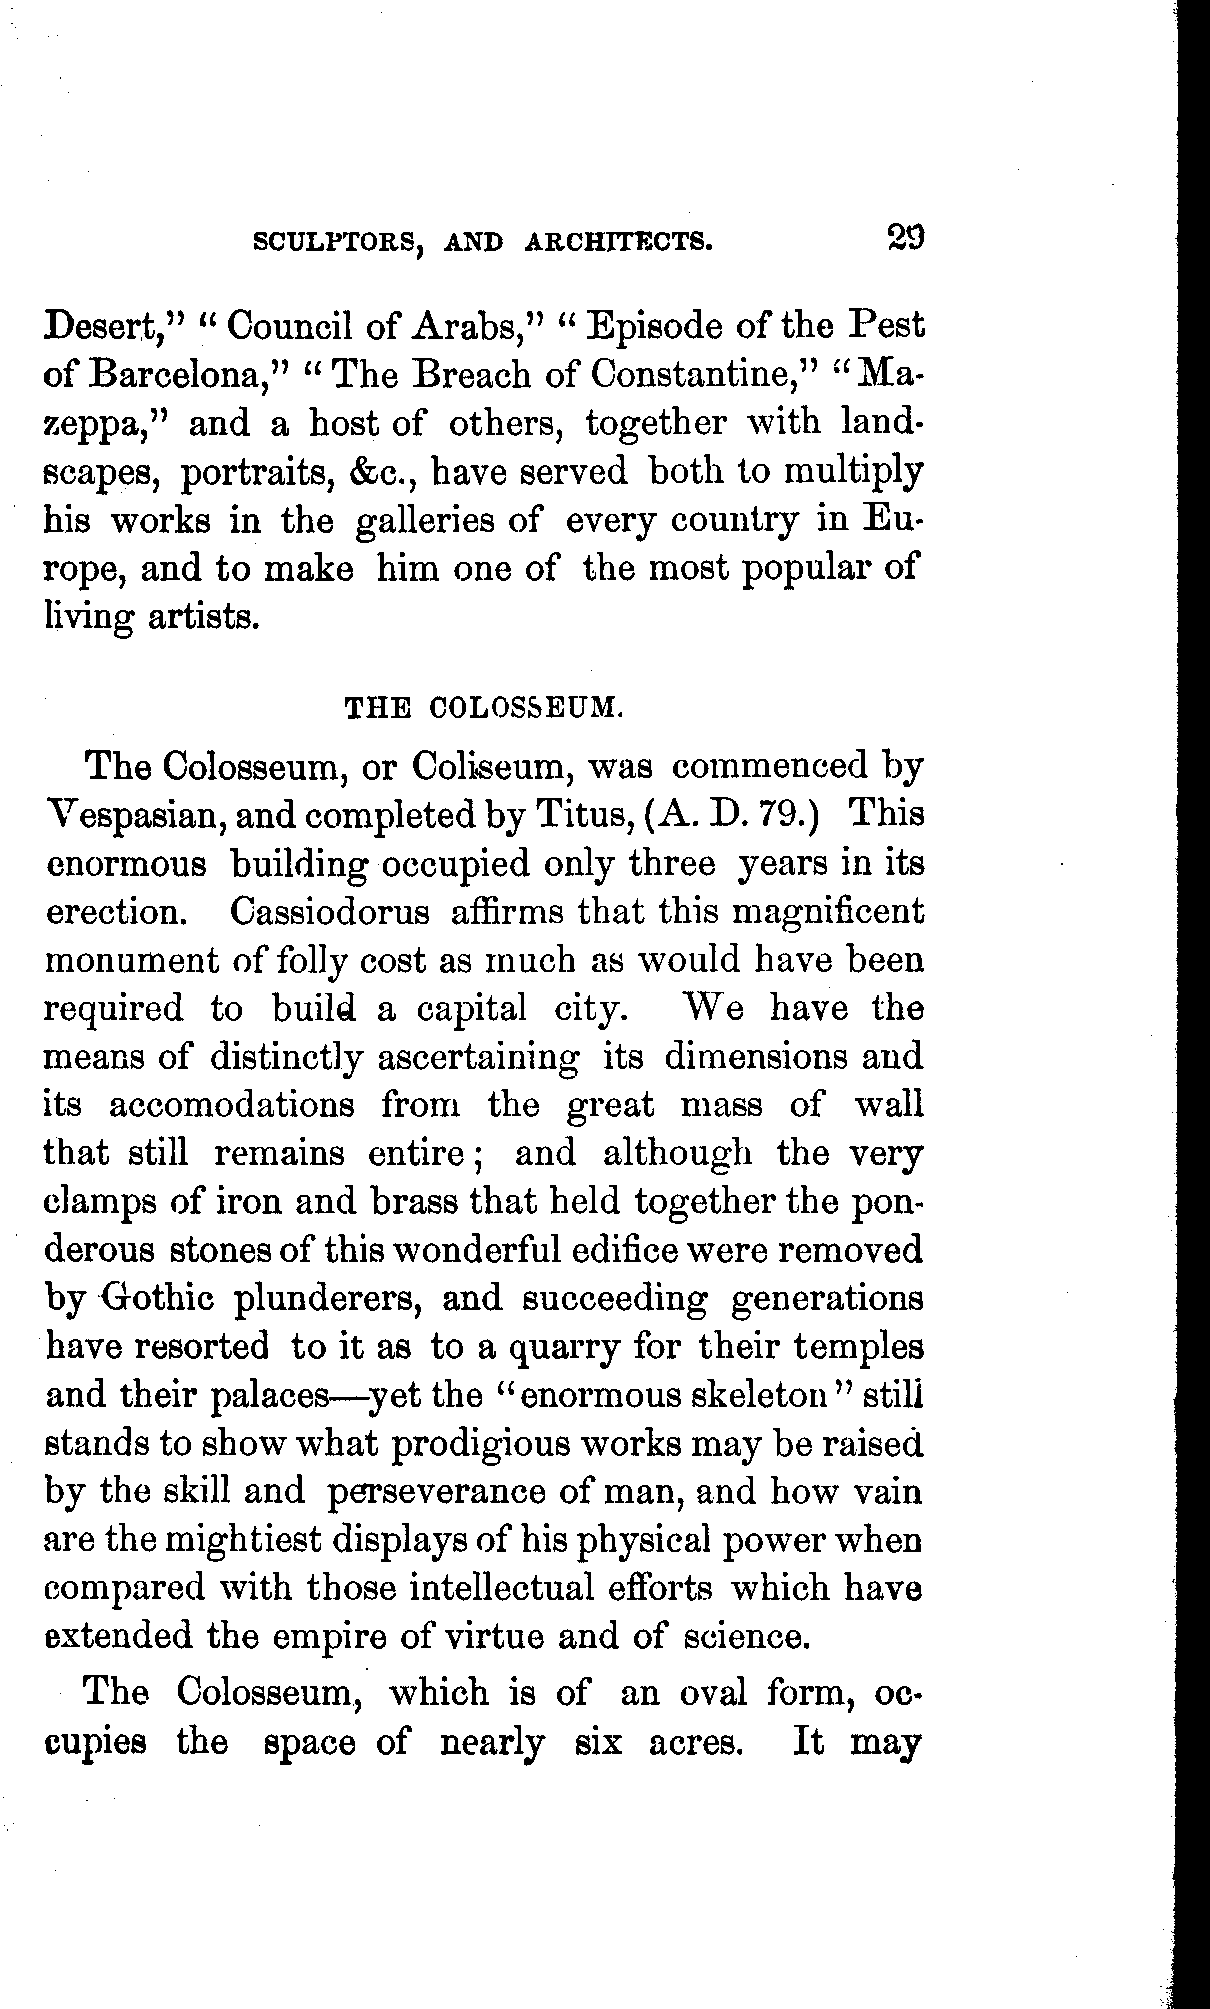 SCULPTORS, AND ARCHITECTS. 29
Desert," " Council of Arabs," " Episode of the Pest
of Barcelona," " The Breach of Constantine," " Ma-
zeppa," and a host of others, together with land-
scapes, portraits, &c., have served both to multiply
his works in the galleries of every country in Eu-
rope, and to make him one of the most popular of
living artists.
THE COLOSSEUM.
The Colosseum, or Coliseum, was commenced by
Vespasian, and completed by Titus, (A. D. 79.) This
enormous building occupied only three years in its
erection. Cassiodorus affirms that this magnificent
monument of folly cost as much as would have been
required to build a capital city. We have the
means of distinctly ascertaining its dimensions and
its accomodations from the great mass of wall
that still remains entire ; and although the very
clamps of iron and brass that held together the pon-
derous stones of this wonderful edifice were removed
by Gothic plunderers, and succeeding generations
have resorted to it as to a quarry for their temples
and their palaces—yet the " enormous skeleton " still
stands to show what prodigious works may be raised
by the skill and perseverance of man, and how vain
are the mightiest displays of his physical power when
compared with those intellectual efforts which have
extended the empire of virtue and of science.
The Colosseum, which is of an oval form, oc-
cupies the space of nearly six acres. It may